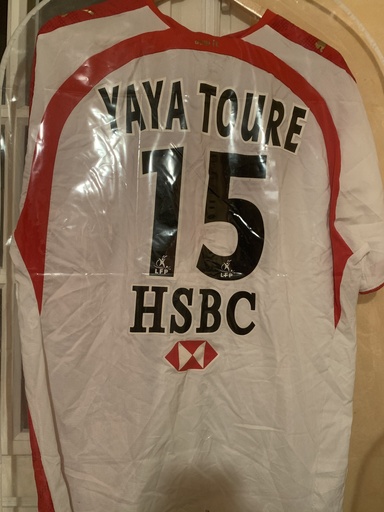 YAYA TOURE
15
LFP LFP
HSBC